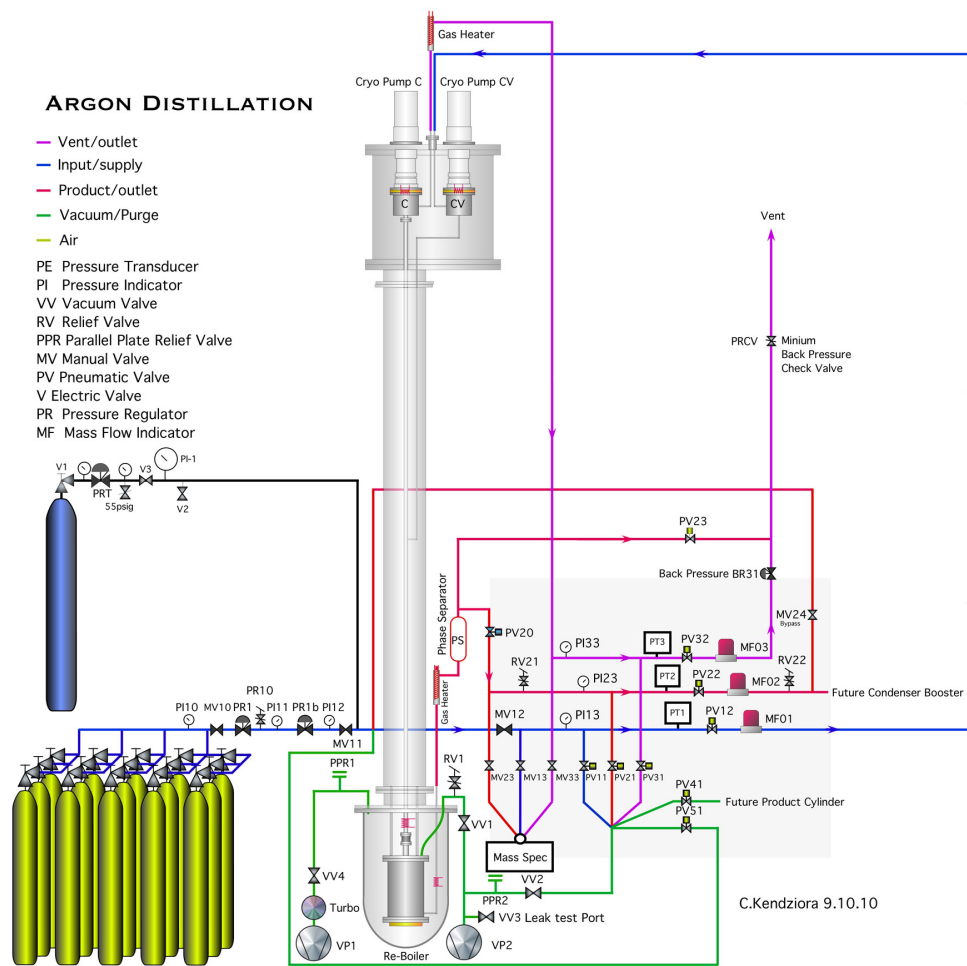 Gas Heater
Cryo Pump C
Cryo Pump CV
ARGON DISTILLATION
Vent/outlet
Input/supply
Product/outlet
Vacuum/Purge
Air
PE Pressure Transducer
PI Pressure Indicator
VV Vacuum Valve
RV Relief Valve
PPR Parallel Plate Relief Valve
MV Manual Valve
PV Pneumatic Valve
V Electric Valve
PR Pressure Regulator
MF Mass Flow Indicator
C
CV
Vent
PRCV
Minium
Back Pressure
Check Valve
V1
PRT
55psig
V3
PI-1
V2
PV23
Back Pressure BR31
Phase Separator
PS
PV20
MV24
Bypass
PI33
PT3
PV32
MF03
RV21
PI23
PT2
PV22
MF02
RV22
Future Condenser Booster
Gas Heater
PR10
PI10
MV10
PR1
PI11
PR1b
PI12
MV11
MV12
PI13
PT1
PV12
MF01
MV23
MV13
MV33
PV11
PV21
PV31
PPR1
RV1
PV41
Future Product Cylinder
PV51
VV1
Mass Spec
VV4
VV2
PPR2
Turbo
VV3 Leak test Port
VP1
VP2
Re-Boiler
C.Kendziora 9.10.10